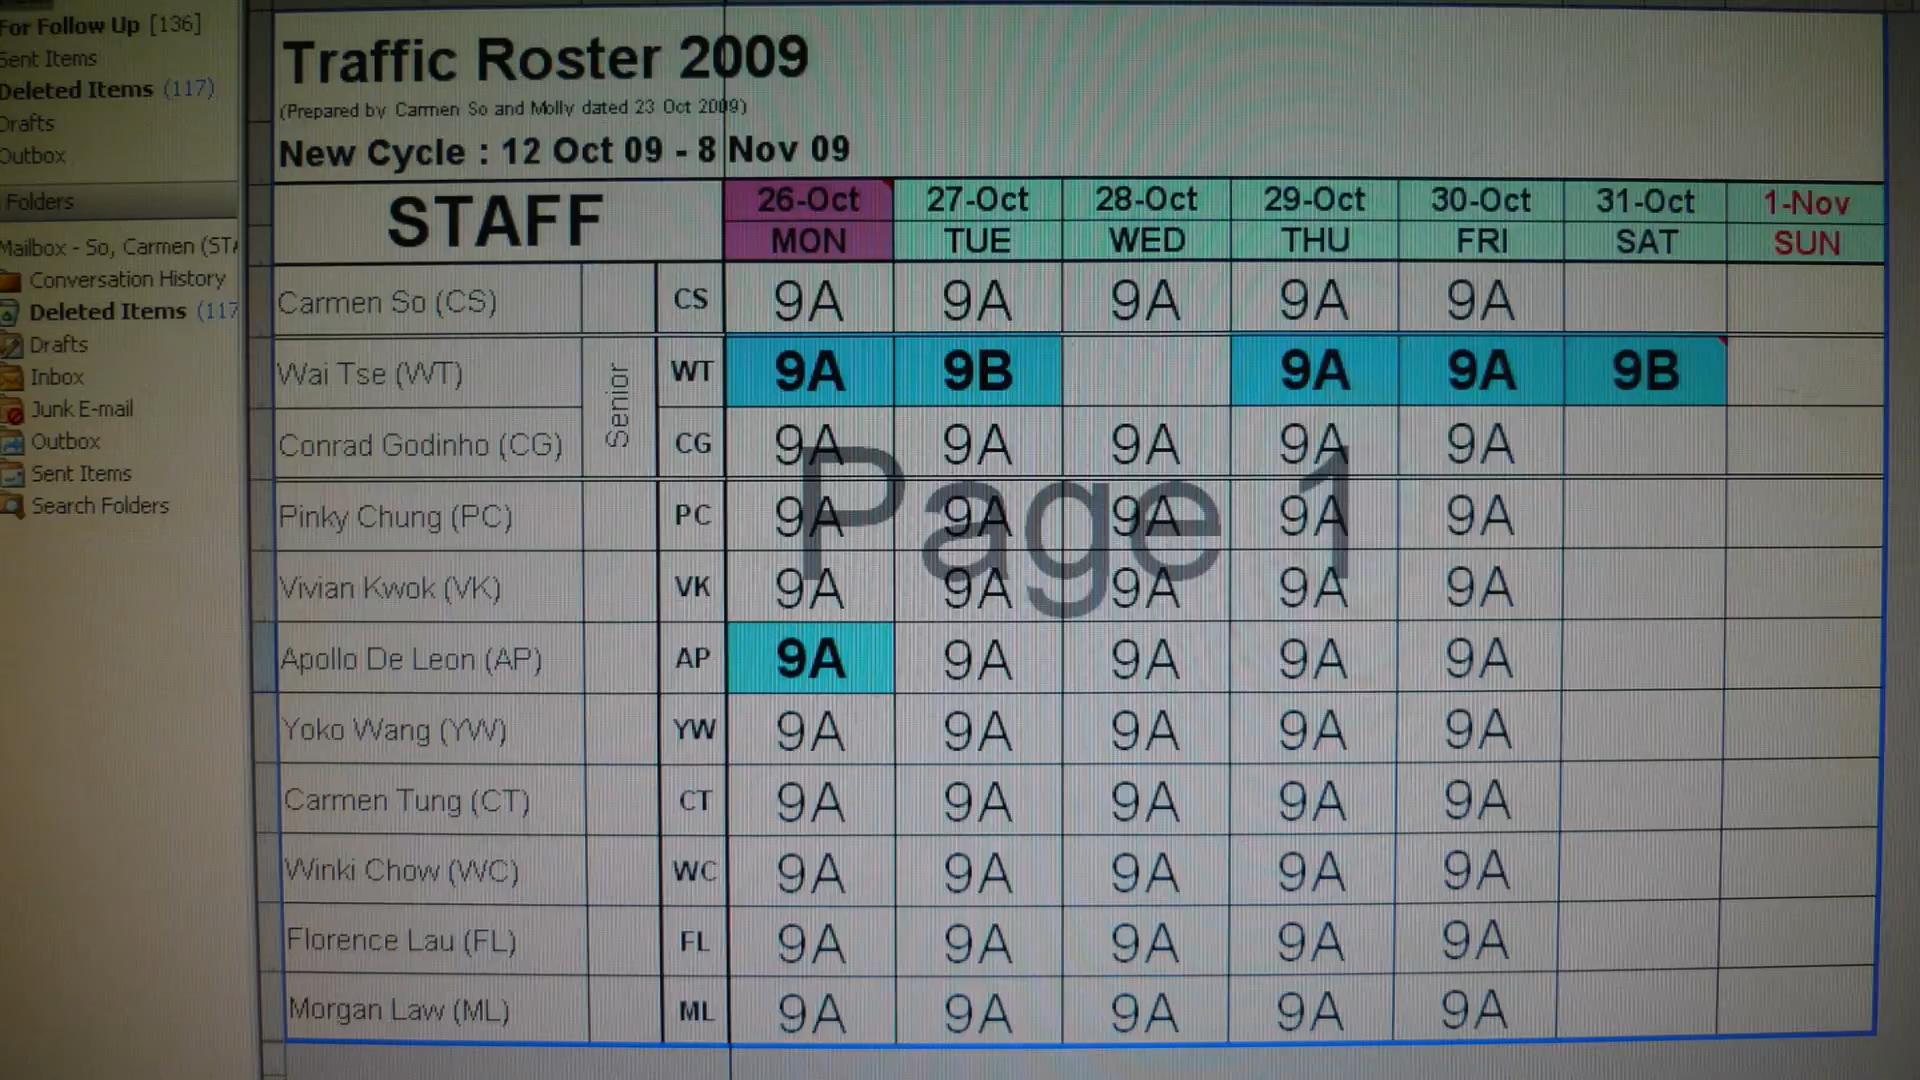 For Follow Up [136]
Sent Items
Deleted Items (117)
Drafts
Outbox
Folders
Mailbox - So, Carmen (STA
Conversation History
Deleted Items (117
Drafts
Inbox
Junk E-mail
Outbox
Sent Items
Search Folders
Traffic Roster 2009
(Prepared by Carmen So and Molly dated 23 Oct 2009)
New Cycle : 12 Oct 09 - 8 Nov 09
STAFF 26-Oct 27-Oct 28-Oct 29-Oct 30-Oct 31-Oct 1-Nov
MON TUE WED THU FRI SAT SUN
Carmen So (CS) CS 9A 9A 9A 9A 9A
Senior
Wai Tse (WT) WT 9A 9B 9A 9A 9B
Conrad Godinho (CG) CG 9A 9A 9A 9A 9A
Page 1
Pinky Chung (PC) PC 9A 9A 9A 9A 9A
Vivian Kwok (VK) VK 9A 9A 9A 9A 9A
Apollo De Leon (AP) AP 9A 9A 9A 9A 9A
Yoko Wang (YW) YW 9A 9A 9A 9A 9A
Carmen Tung (CT) CT 9A 9A 9A 9A 9A
Winki Chow (WC) WC 9A 9A 9A 9A 9A
Florence Lau (FL) FL 9A 9A 9A 9A 9A
Morgan Law (ML) ML 9A 9A 9A 9A 9A